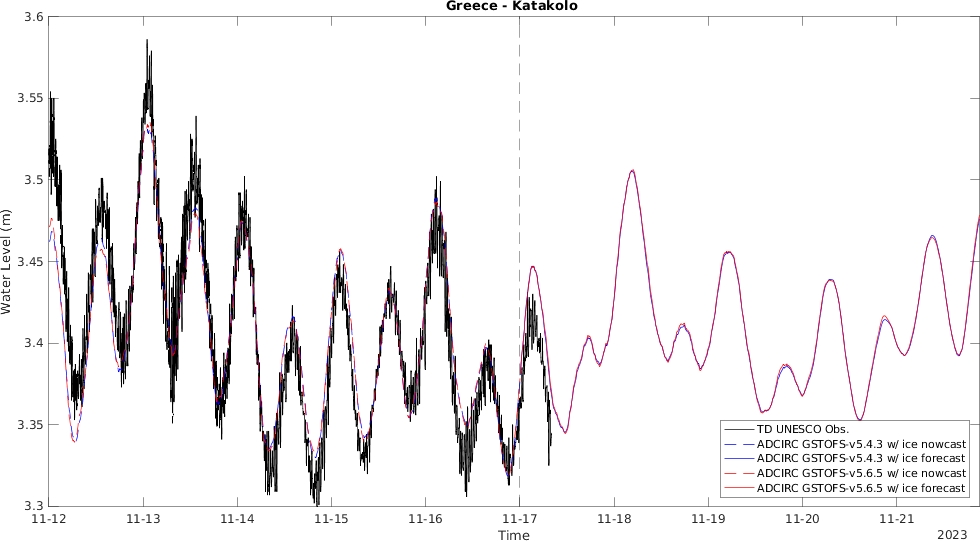 Greece - Katakolo
3.6
3.55
3.5
3.45
3.4
3.35
3.3
Water Level (m)
11-12 11-13 11-14 11-15 11-16 11-17 11-18 11-19 11-20 11-21
Time
2023
TD UNESCO Obs.
ADCIRC GSTOFS-v5.4.3 w/ ice nowcast
ADCIRC GSTOFS-v5.4.3 w/ ice forecast
ADCIRC GSTOFS-v5.6.5 w/ ice nowcast
ADCIRC GSTOFS-v5.6.5 w/ ice forecast